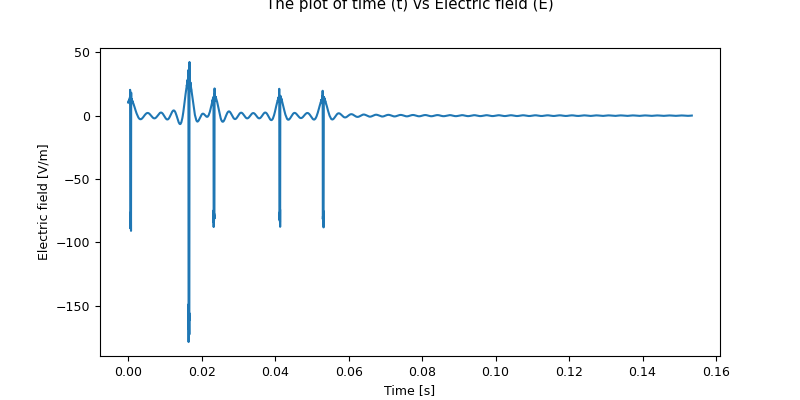 The plot of time (t) vs Electric field (E)
50
0
−50
−100
−150
Electric field [V/m]
0.00 0.02 0.04 0.06 0.08 0.10 0.12 0.14 0.16
Time [s]